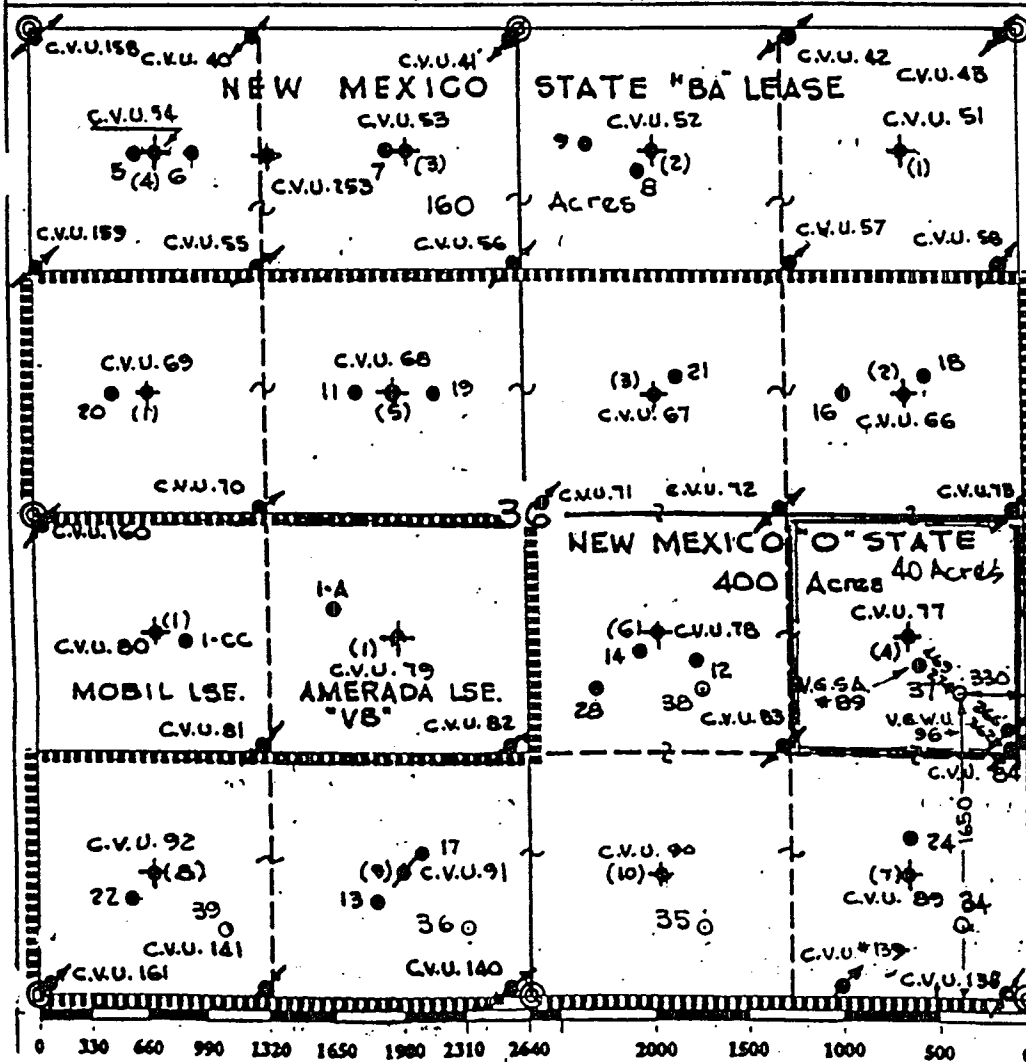 C.V.U. 158 C.V.U. 40 C.V.U. 41 C.V.U. 42 C.V.U. 43
NEW MEXICO STATE "BA" LEASE
C.V.U. 54 C.V.U. 53 C.V.U. 52 C.V.U. 51
5 (4) 6 7 (3) 9 (2) 8 (1)
C.V.U. 253
160 Acres
C.V.U. 159 C.V.U. 55 C.V.U. 56 C.V.U. 57 C.V.U. 58
C.V.U. 69 C.V.U. 68 (3) 21 (2) 18
20 (1) 11 (5) 19 C.V.U. 67 16 C.V.U. 66
C.V.U. 70 C.V.U. 71 C.V.U. 72 C.V.U. 73
36
C.V.U. 160
NEW MEXICO "O" STATE
400 Acres 40 Acres
1-A
C.V.U. 77
(1) (6) C.V.U. 78
C.V.U. 80 1-CC (1) 14 12 (4)
C.V.U. 79
V.G.S.A. #89
37 330
MOBIL LSE. AMERADA LSE. 28 38
"VB"
V.G.W.U. 96
C.V.U. 81 C.V.U. 82 C.V.U. 83
C.V.U. 84
1650
C.V.U. 92 17 C.V.U. 90 24
(8) (9) C.V.U. 91 (10) (7)
22 13 C.V.U. 89
39 36 35 34
C.V.U. 141
C.V.U. #139
C.V.U. 161 C.V.U. 140 C.V.U. 138
0 330 660 990 1320 1650 1980 2310 2640 2000 1500 1000 500 0